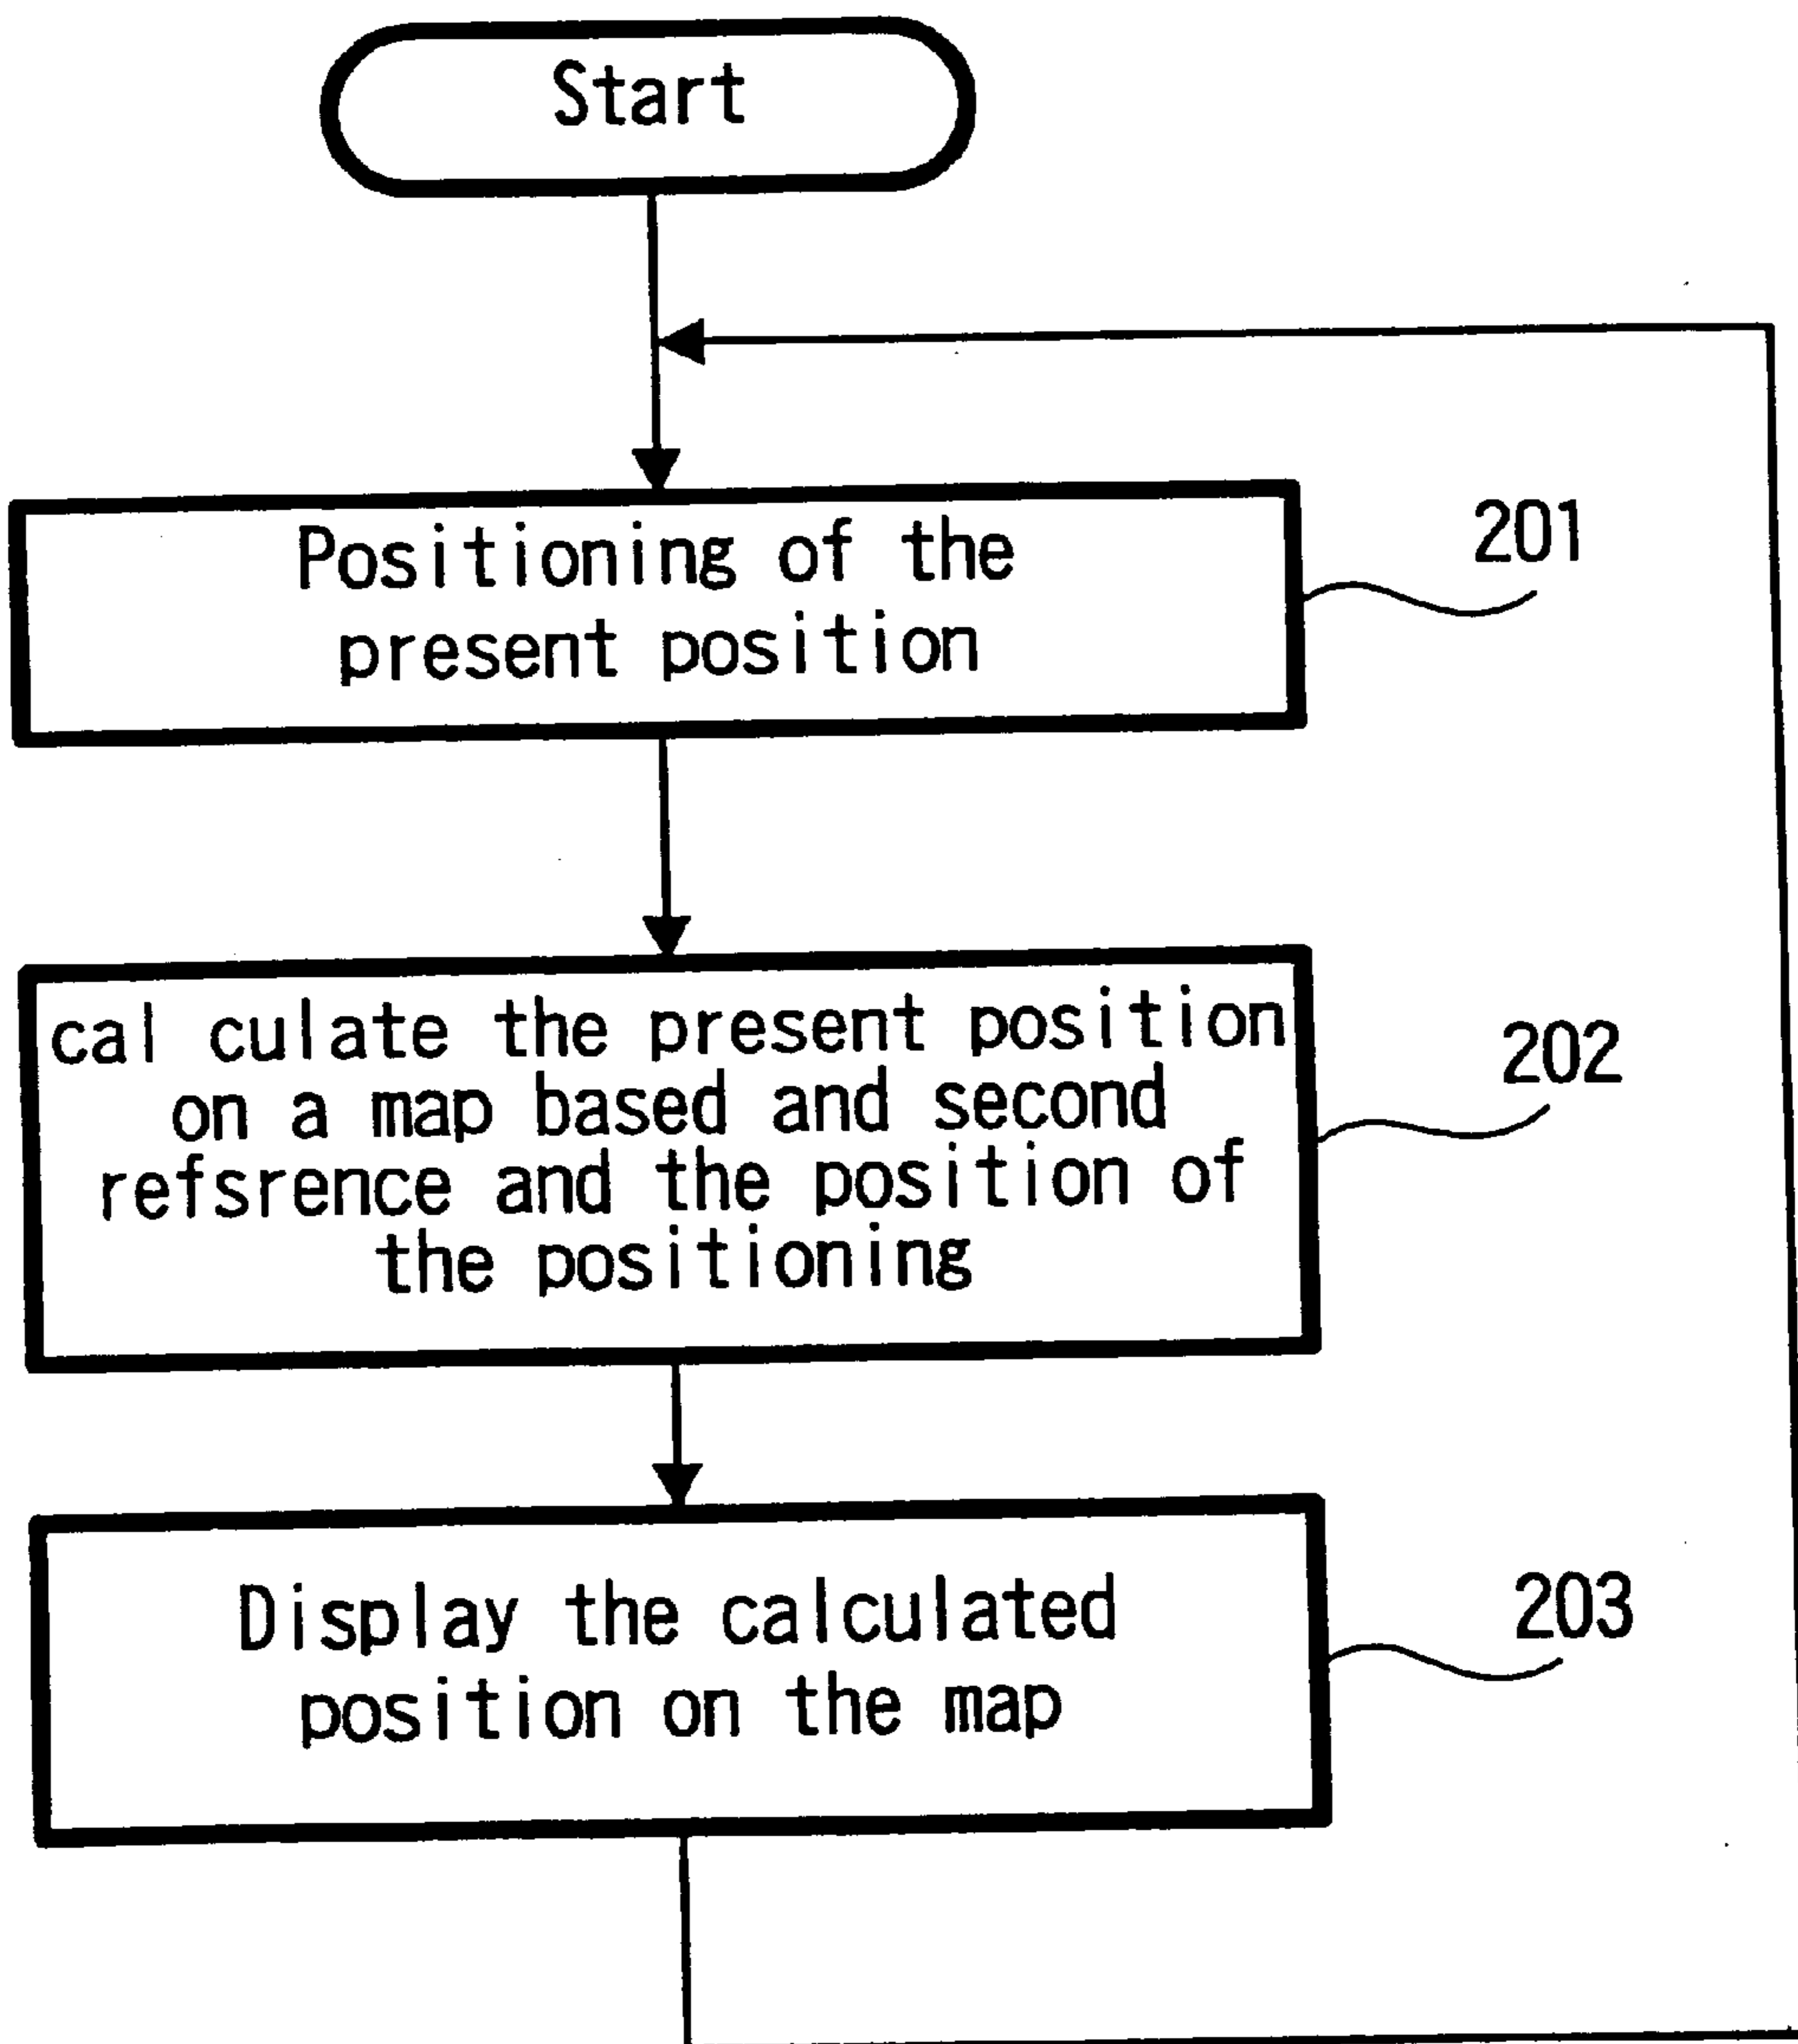 Start
Positioning of the
present position
201
cal culate the present position
on a map based and second
refsrence and the position of
the positioning
202
Display the calculated
position on the map
203